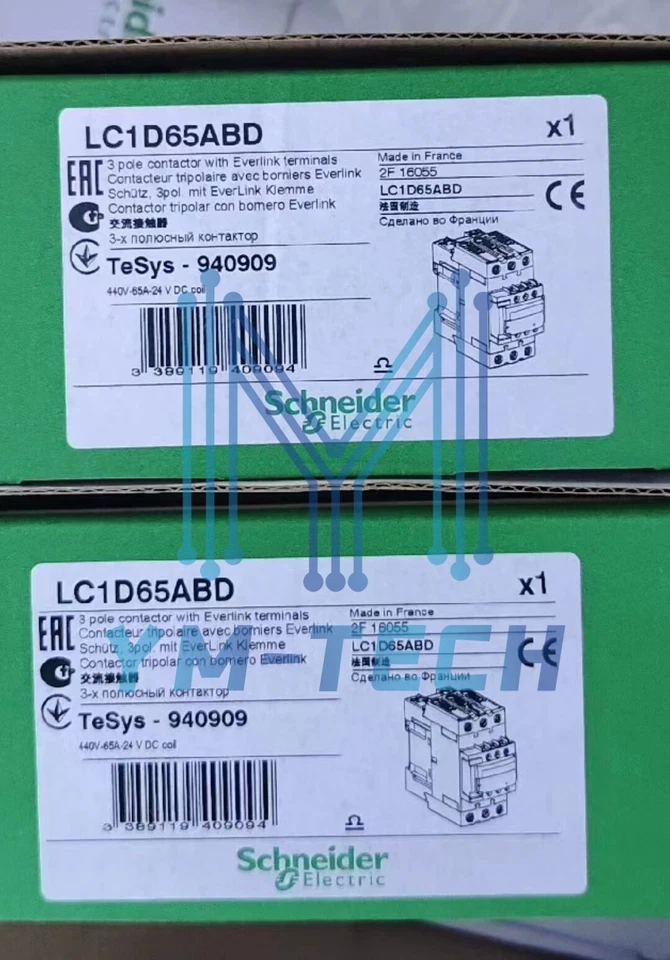 LC1D65ABD
x1
3 pole contactor with Everlink terminals
Contacteur tripolaire avec borniers Everlink
Schütz, 3pol. mit EverLink Klemme
Contactor tripolar con bornero Everlink
交流接触器
3-х полюсный контактор
EAC
Made in France
2F 16055
LC1D65ABD
法国制造
Сделано во Франции
CE
TeSys - 940909
440V-65A-24 V DC coil
3 389119 409094
Schneider
Electric
LC1D65ABD
x1
3 pole contactor with Everlink terminals
Contacteur tripolaire avec borniers Everlink
Schütz, 3pol. mit EverLink Klemme
Contactor tripolar con bornero Everlink
交流接触器
3-х полюсный контактор
EAC
Made in France
2F 16055
LC1D65ABD
法国制造
Сделано во Франции
CE
YM TECH
TeSys - 940909
440V-65A-24 V DC coil
3 389119 409094
Schneider
Electric